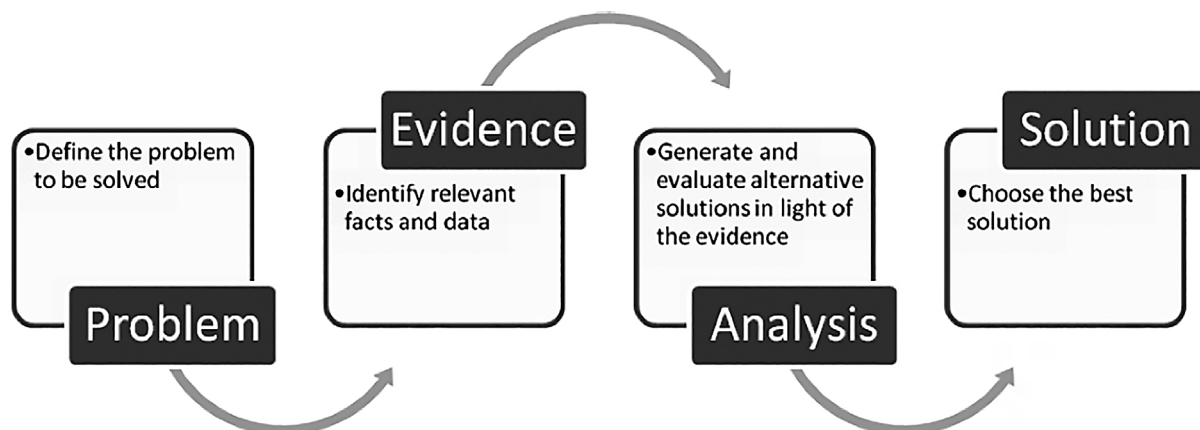 Problem
•Define the problem
to be solved
Evidence
•Identify relevant
facts and data
Analysis
•Generate and
evaluate alternative
solutions in light of
the evidence
Solution
•Choose the best
solution